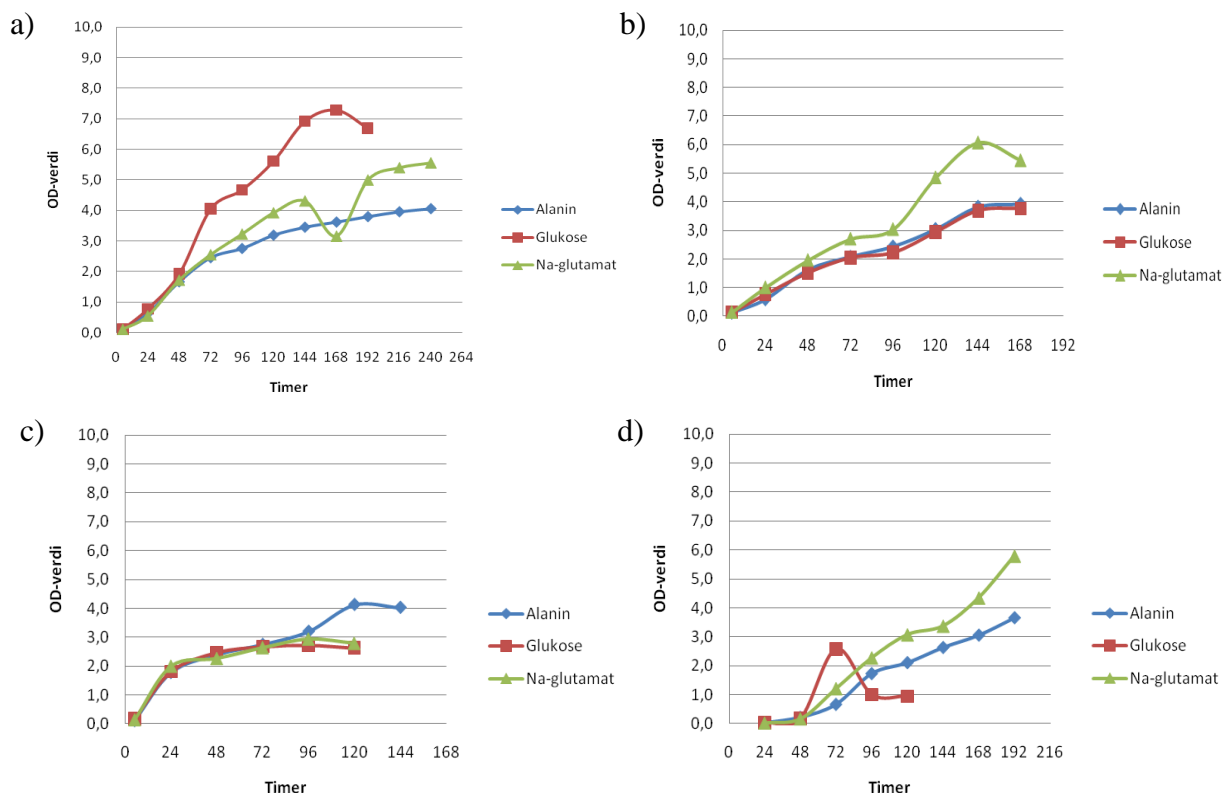 a)
10,0
9,0
8,0
7,0
6,0
5,0
4,0
3,0
2,0
1,0
0,0
OD-verdi
0 24 48 72 96 120 144 168 192 216 240 264
Timer
Alanin
Glukose
Na-glutamat
b)
10,0
9,0
8,0
7,0
6,0
5,0
4,0
3,0
2,0
1,0
0,0
OD-verdi
0 24 48 72 96 120 144 168 192
Timer
Alanin
Glukose
Na-glutamat
c)
10,0
9,0
8,0
7,0
6,0
5,0
4,0
3,0
2,0
1,0
0,0
OD-verdi
0 24 48 72 96 120 144 168
Timer
Alanin
Glukose
Na-glutamat
d)
10,0
9,0
8,0
7,0
6,0
5,0
4,0
3,0
2,0
1,0
0,0
OD-verdi
0 24 48 72 96 120 144 168 192 216
Timer
Alanin
Glukose
Na-glutamat